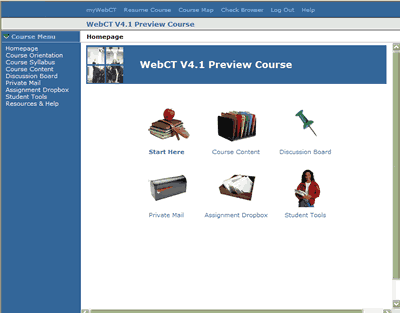 myWebCT Resume Course Course Map Check Browser Log Out Help
WebCT V4.1 Preview Course
Course Menu
Homepage
Homepage
Course Orientation
Course Syllabus
Course Content
Discussion Board
Private Mail
Assignment Dropbox
Student Tools
Resources & Help
WebCT V4.1 Preview Course
Start Here Course Content Discussion Board
Private Mail Assignment Dropbox Student Tools